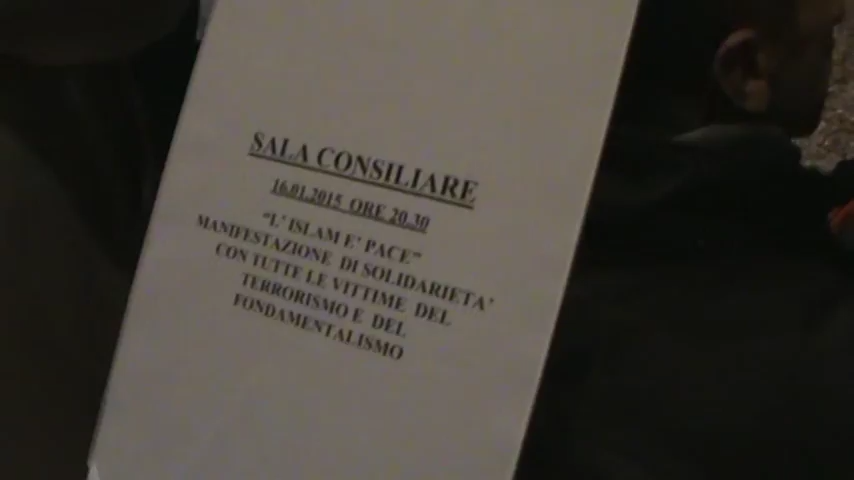 SALA CONSILIARE
16.01.2015 ORE 20.30
"L' ISLAM E' PACE"
MANIFESTAZIONE DI SOLIDARIETA'
CON TUTTE LE VITTIME DEL
TERRORISMO E DEL
FONDAMENTALISMO